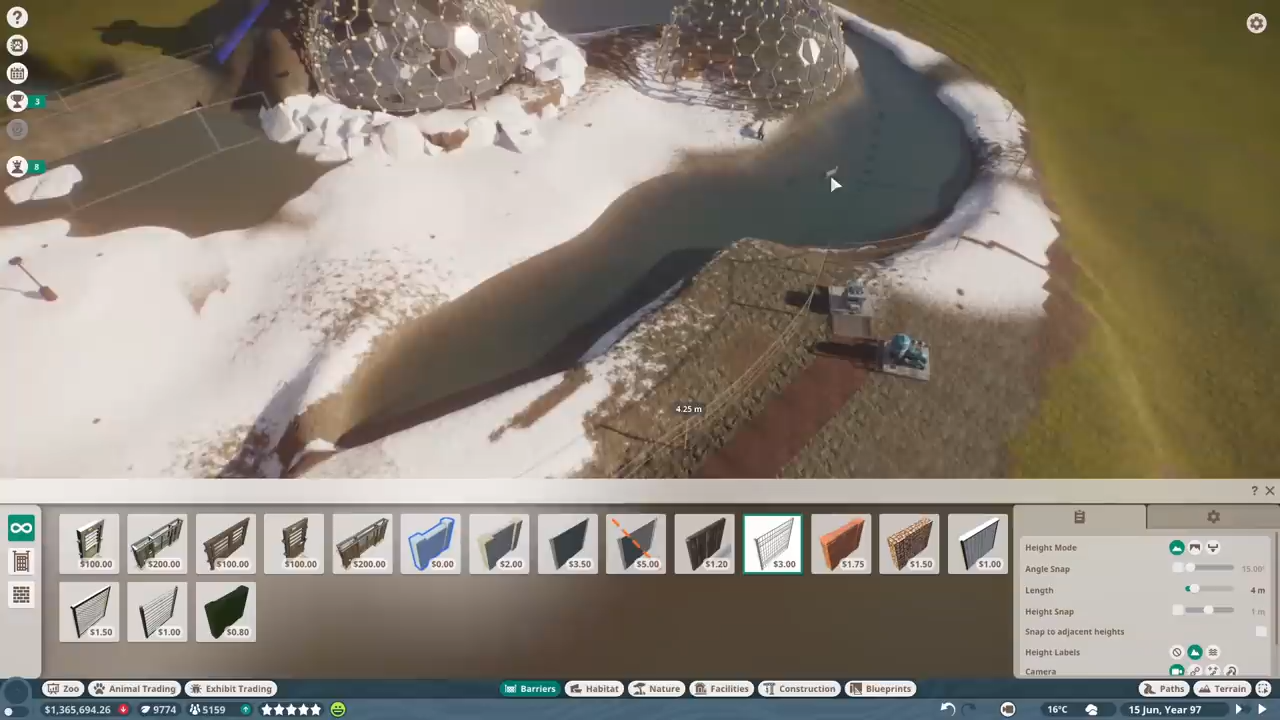 ?
3
8
4.25 m
?
$100.00 $200.00 $100.00 $100.00 $200.00 $0.00 $2.00 $3.50 $5.00 $1.20 $3.00 $1.75 $1.50 $1.00
$1.50 $1.00 $0.80
Height Mode
Angle Snap 15.00°
Length 4 m
Height Snap 1 m
Snap to adjacent heights
Height Labels
Camera
Zoo Animal Trading Exhibit Trading Barriers Habitat Nature Facilities Construction Blueprints Paths Terrain
$1,365,694.26 9774 5159 16°C 15 Jun, Year 97